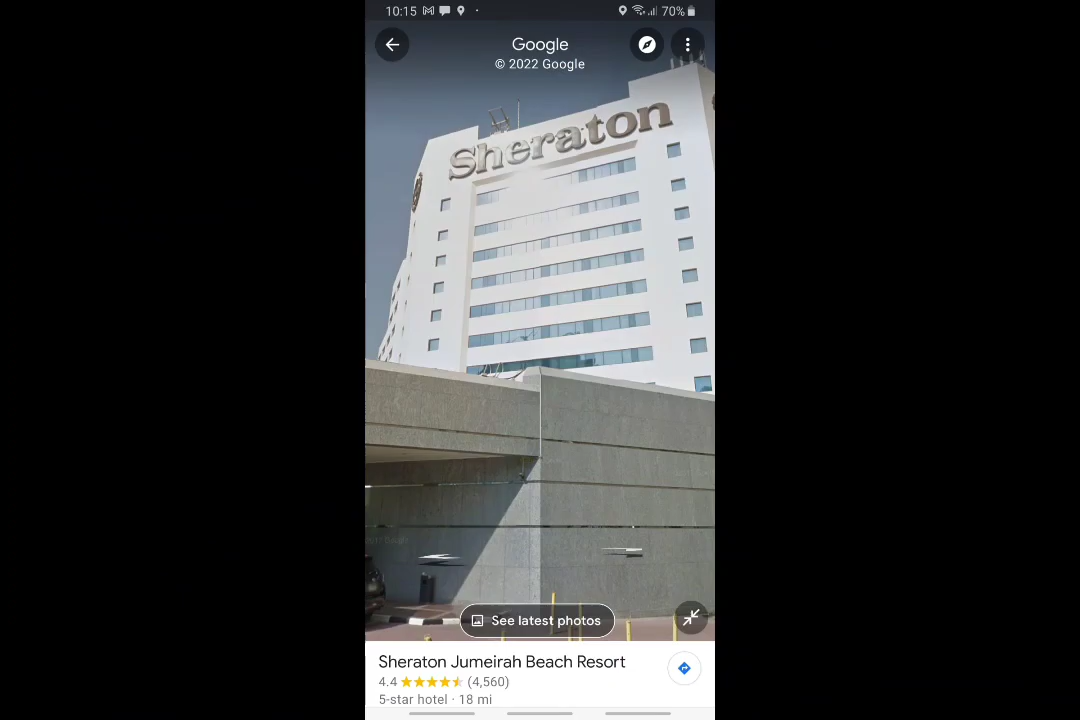 10:15
70%
Google
© 2022 Google
Sheraton
See latest photos
Sheraton Jumeirah Beach Resort
4.4 (4,560)
5-star hotel · 18 mi